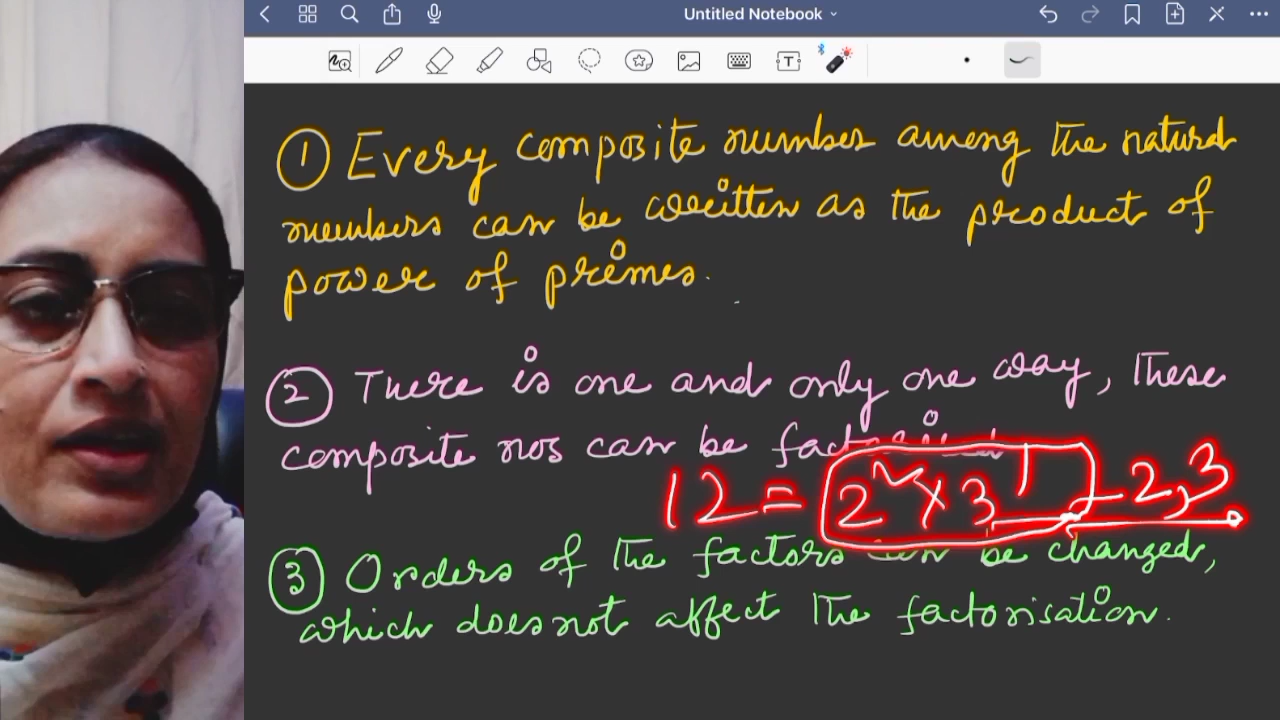 Untitled Notebook
T
① Every composite number among the natural
numbers can be written as the product of
power of primes.
② There is one and only one way, these
composite nos can be
12 = 2² × 3¹ - 2, 3
③ Orders of the factors can be changed,
which does not affect the factorisation.